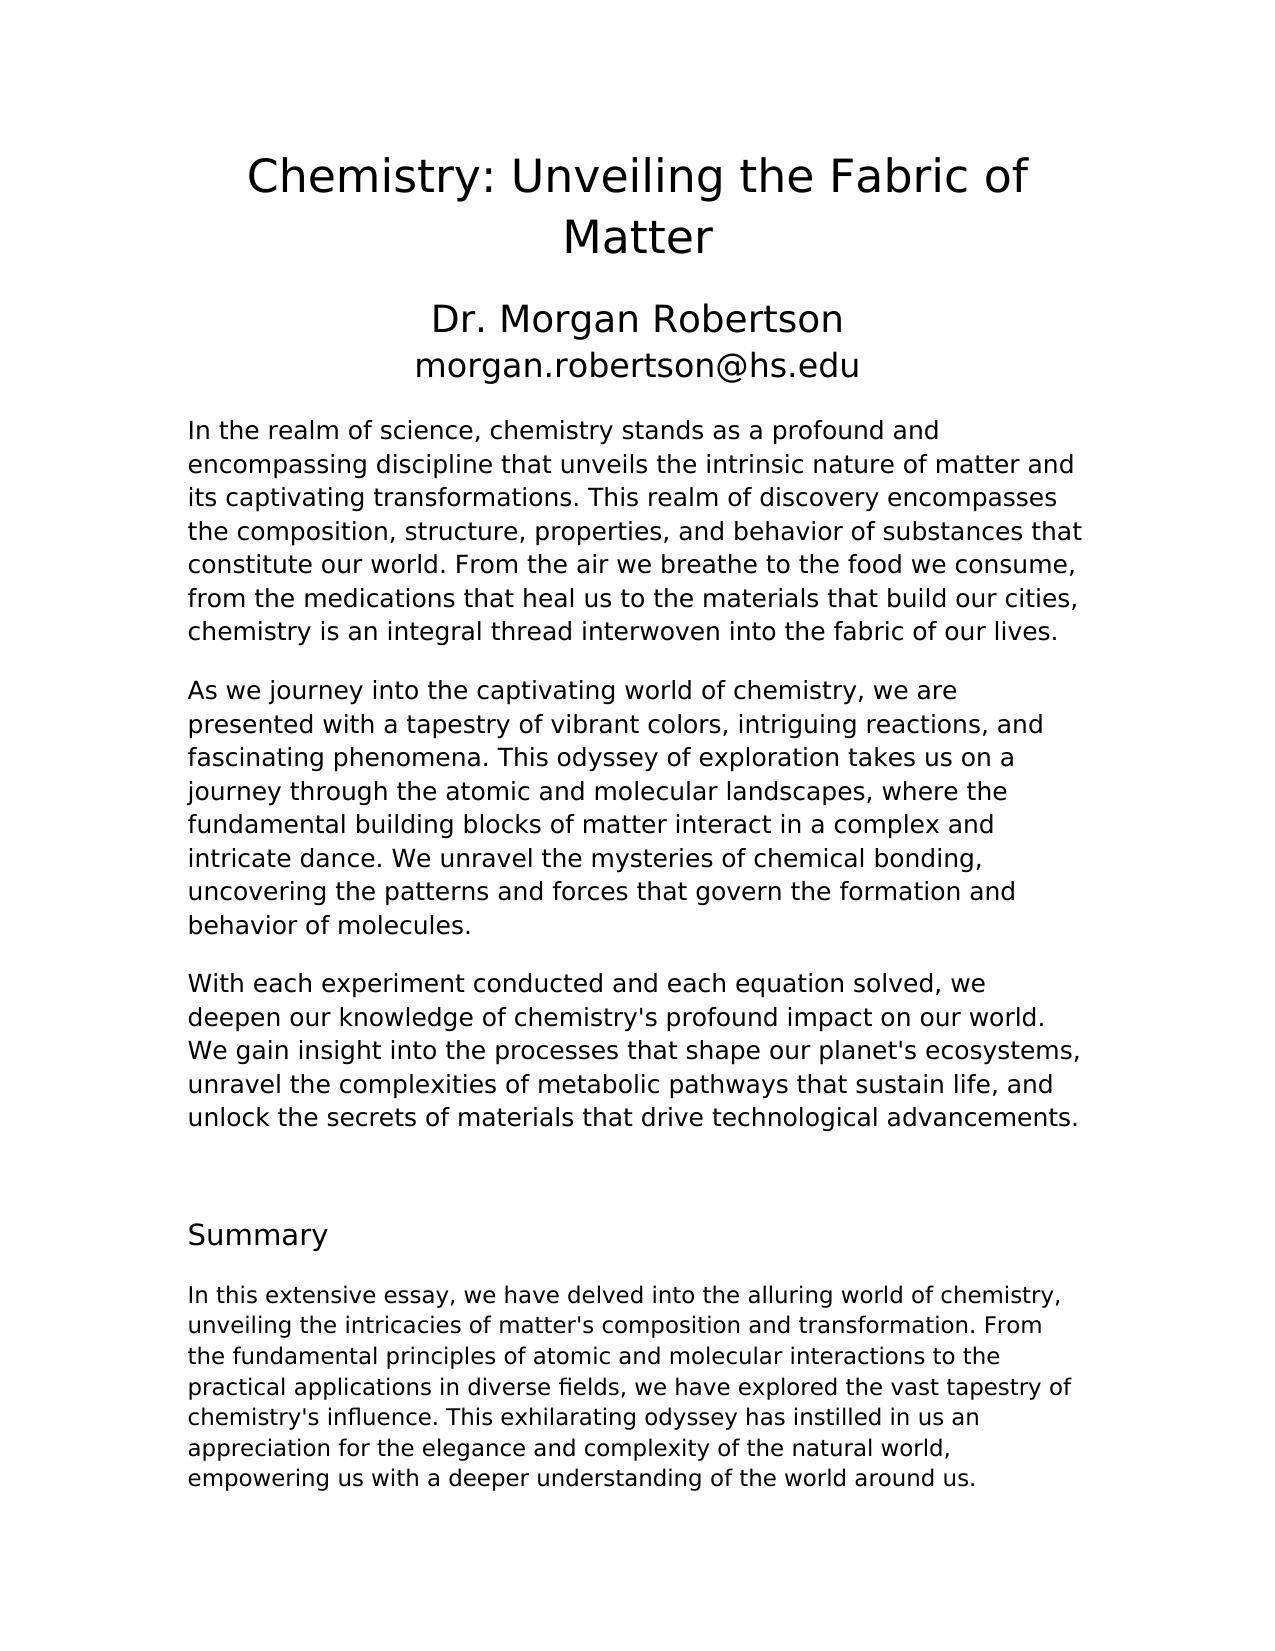 Chemistry: Unveiling the Fabric of
Matter
Dr. Morgan Robertson
morgan.robertson@hs.edu
In the realm of science, chemistry stands as a profound and
encompassing discipline that unveils the intrinsic nature of matter and
its captivating transformations. This realm of discovery encompasses
the composition, structure, properties, and behavior of substances that
constitute our world. From the air we breathe to the food we consume,
from the medications that heal us to the materials that build our cities,
chemistry is an integral thread interwoven into the fabric of our lives.
As we journey into the captivating world of chemistry, we are
presented with a tapestry of vibrant colors, intriguing reactions, and
fascinating phenomena. This odyssey of exploration takes us on a
journey through the atomic and molecular landscapes, where the
fundamental building blocks of matter interact in a complex and
intricate dance. We unravel the mysteries of chemical bonding,
uncovering the patterns and forces that govern the formation and
behavior of molecules.
With each experiment conducted and each equation solved, we
deepen our knowledge of chemistry's profound impact on our world.
We gain insight into the processes that shape our planet's ecosystems,
unravel the complexities of metabolic pathways that sustain life, and
unlock the secrets of materials that drive technological advancements.
Summary
In this extensive essay, we have delved into the alluring world of chemistry,
unveiling the intricacies of matter's composition and transformation. From
the fundamental principles of atomic and molecular interactions to the
practical applications in diverse fields, we have explored the vast tapestry of
chemistry's influence. This exhilarating odyssey has instilled in us an
appreciation for the elegance and complexity of the natural world,
empowering us with a deeper understanding of the world around us.